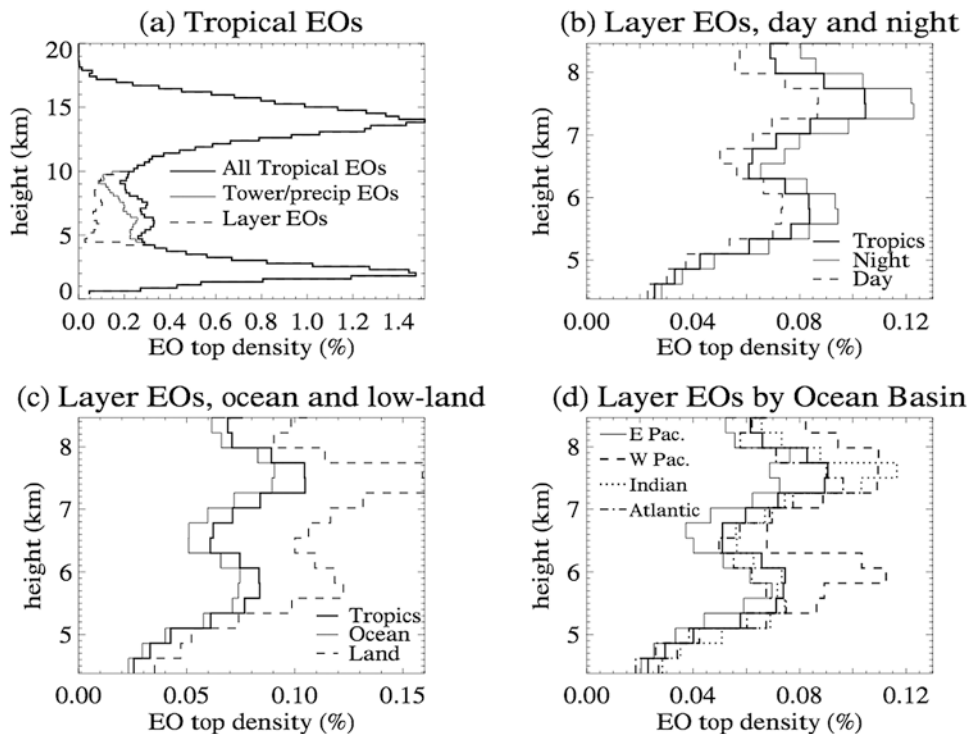 (a) Tropical EOs
20
15
10
5
0
height (km)
All Tropical EOs
Tower/precip EOs
Layer EOs
0.0 0.2 0.4 0.6 0.8 1.0 1.2 1.4
EO top density (%)
(b) Layer EOs, day and night
8
7
6
5
height (km)
Tropics
Night
Day
0.00 0.04 0.08 0.12
EO top density (%)
(c) Layer EOs, ocean and low-land
8
7
6
5
height (km)
Tropics
Ocean
Land
0.00 0.05 0.10 0.15
EO top density (%)
(d) Layer EOs by Ocean Basin
8
7
6
5
height (km)
E Pac.
W Pac.
Indian
Atlantic
0.00 0.04 0.08 0.12
EO top density (%)